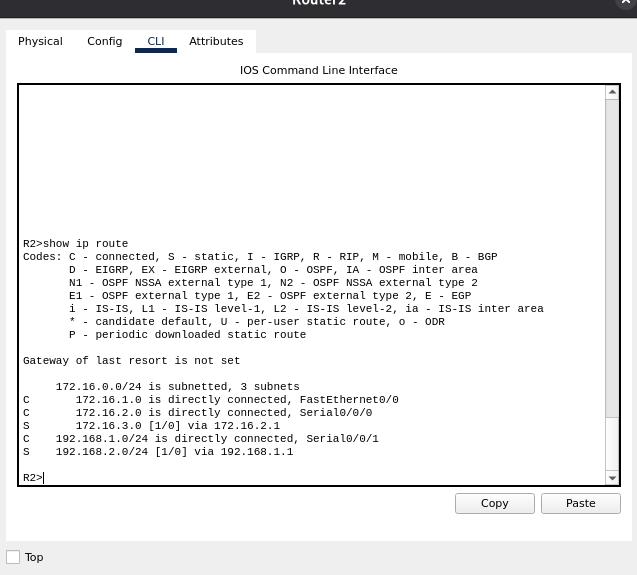 Router2
Physical Config CLI Attributes
IOS Command Line Interface
R2>show ip route
Codes: C - connected, S - static, I - IGRP, R - RIP, M - mobile, B - BGP
       D - EIGRP, EX - EIGRP external, O - OSPF, IA - OSPF inter area
       N1 - OSPF NSSA external type 1, N2 - OSPF NSSA external type 2
       E1 - OSPF external type 1, E2 - OSPF external type 2, E - EGP
       i - IS-IS, L1 - IS-IS level-1, L2 - IS-IS level-2, ia - IS-IS inter area
       * - candidate default, U - per-user static route, o - ODR
       P - periodic downloaded static route
Gateway of last resort is not set
     172.16.0.0/24 is subnetted, 3 subnets
C       172.16.1.0 is directly connected, FastEthernet0/0
C       172.16.2.0 is directly connected, Serial0/0/0
S       172.16.3.0 [1/0] via 172.16.2.1
C    192.168.1.0/24 is directly connected, Serial0/0/1
S    192.168.2.0/24 [1/0] via 192.168.1.1
R2>
Copy Paste
Top